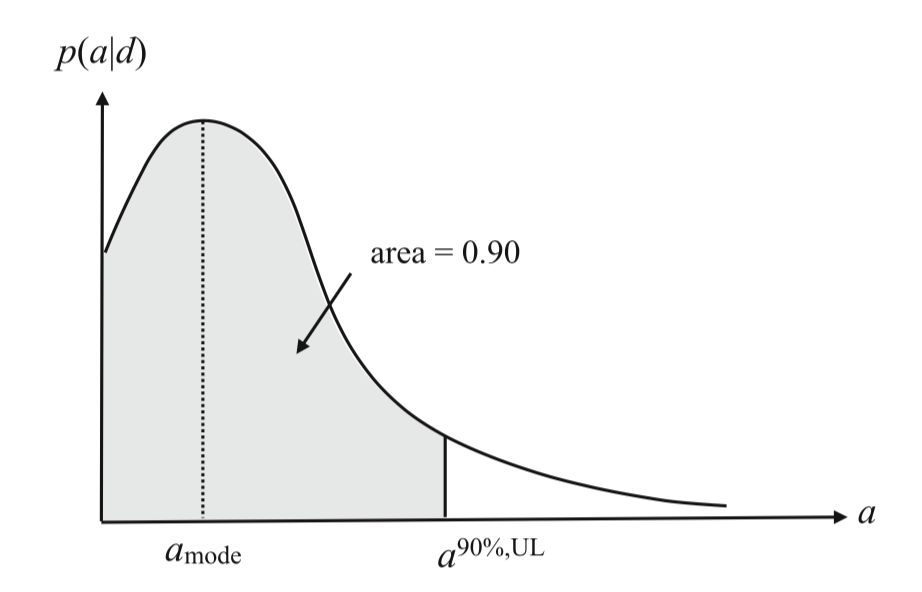 p(a|d)
area = 0.90
a
a_mode
a^90%,UL